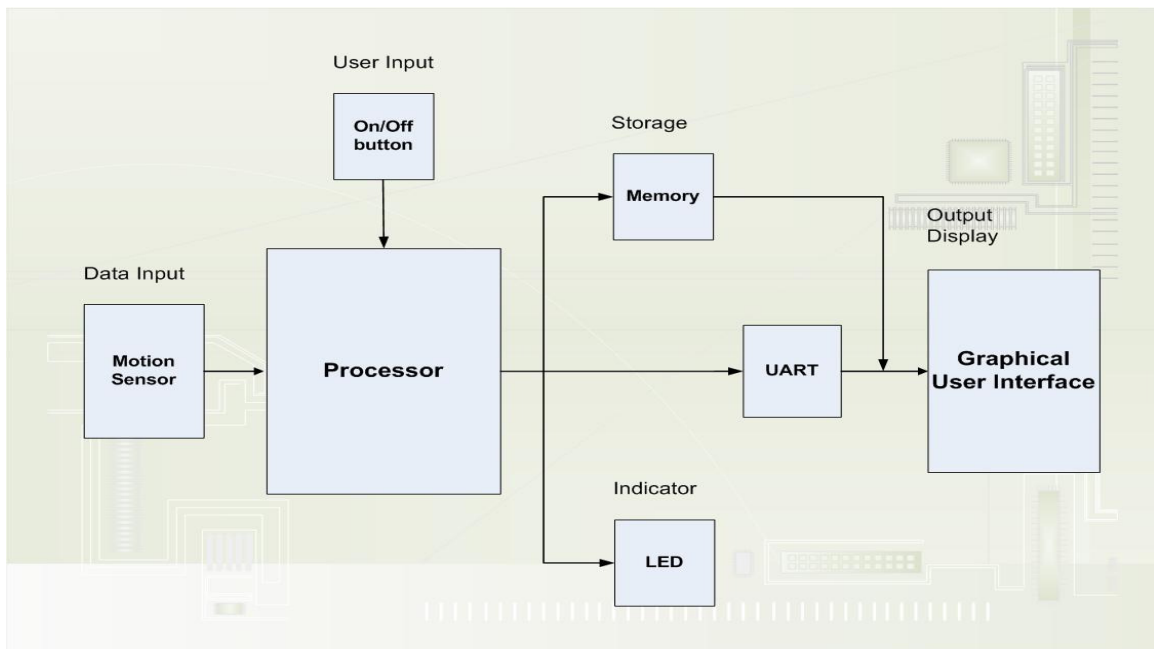 User Input
On/Off
button
Storage
Memory
Output
Display
Data Input
Motion
Sensor
Processor
UART
Graphical
User Interface
Indicator
LED